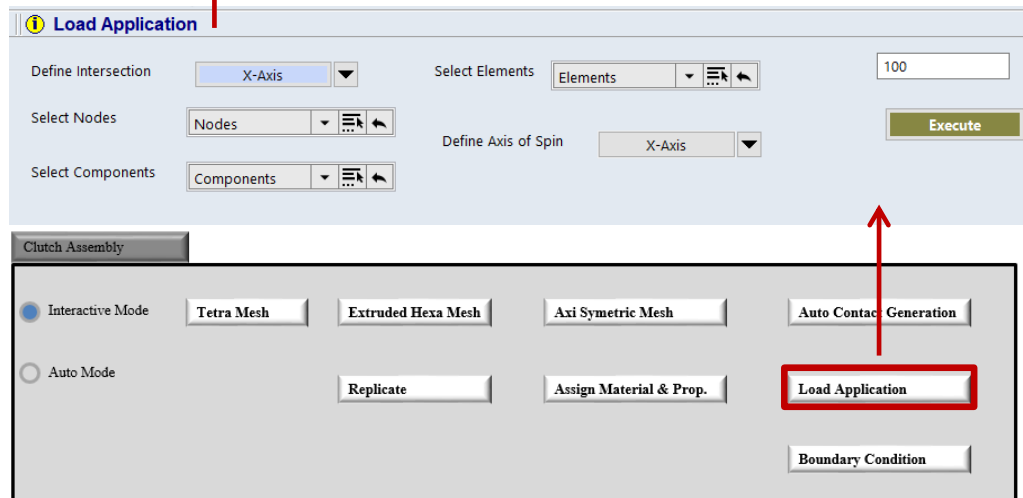 Load Application
Define Intersection X-Axis Select Elements Elements 100
Select Nodes Nodes Execute
Define Axis of Spin X-Axis
Select Components Components
Clutch Assembly
Interactive Mode Tetra Mesh Extruded Hexa Mesh Axi Symetric Mesh Auto Contact Generation
Auto Mode
Replicate Assign Material & Prop. Load Application
Boundary Condition